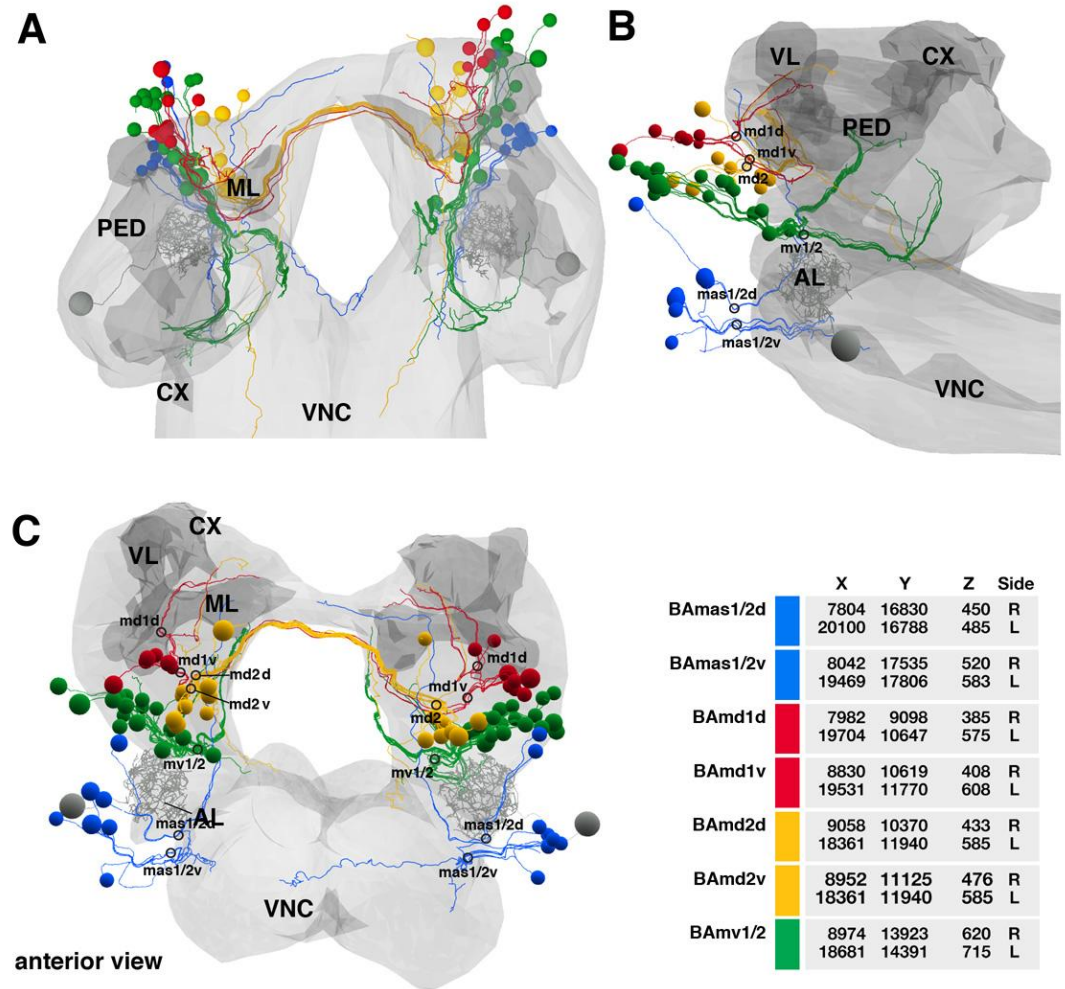 A
ML
PED
CX
VNC
B
VL
CX
PED
md1d
md1v
md2
mv1/2
AL
mas1/2d
mas1/2v
VNC
C
CX
VL
ML
md1d
md1v
md2 d
md2 v
mv1/2
AL
mas1/2d
mas1/2v
md1d
md1v
md2
mv1/2
mas1/2d
mas1/2v
VNC
anterior view
X Y Z Side
BAmas1/2d 7804 16830 450 R
20100 16788 485 L
BAmas1/2v 8042 17535 520 R
19469 17806 583 L
BAmd1d 7982 9098 385 R
19704 10647 575 L
BAmd1v 8830 10619 408 R
19531 11770 608 L
BAmd2d 9058 10370 433 R
18361 11940 585 L
BAmd2v 8952 11125 476 R
18361 11940 585 L
BAmv1/2 8974 13923 620 R
18681 14391 715 L